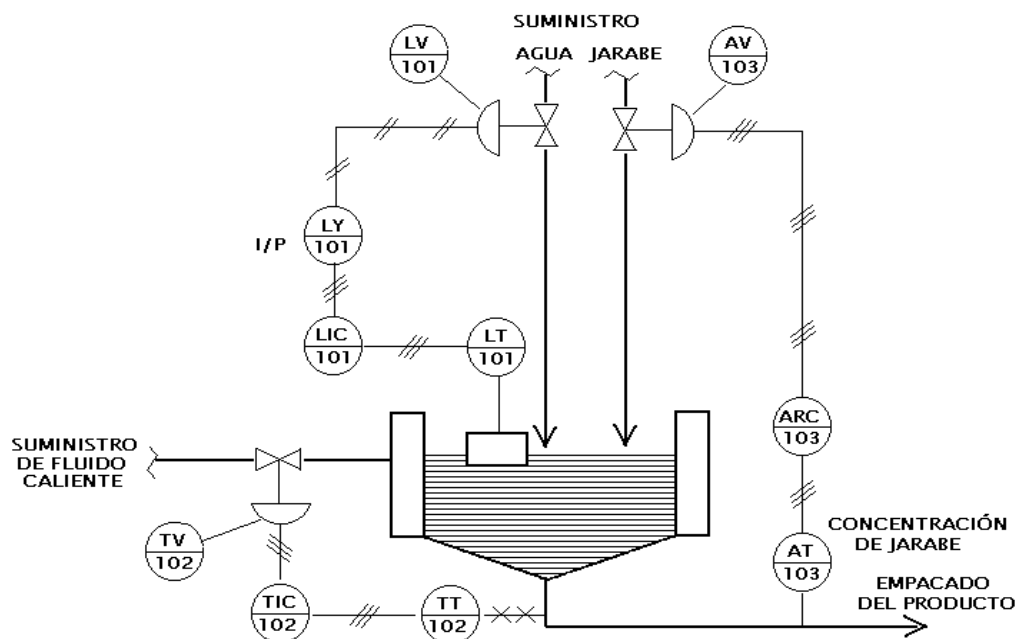 SUMINISTRO
AGUA JARABE
LV
101
AV
103
LY
101
I/P
LIC
101
LT
101
ARC
103
SUMINISTRO
DE FLUIDO
CALIENTE
TV
102
CONCENTRACIÓN
DE JARABE
AT
103
EMPACADO
DEL PRODUCTO
TIC
102
TT
102